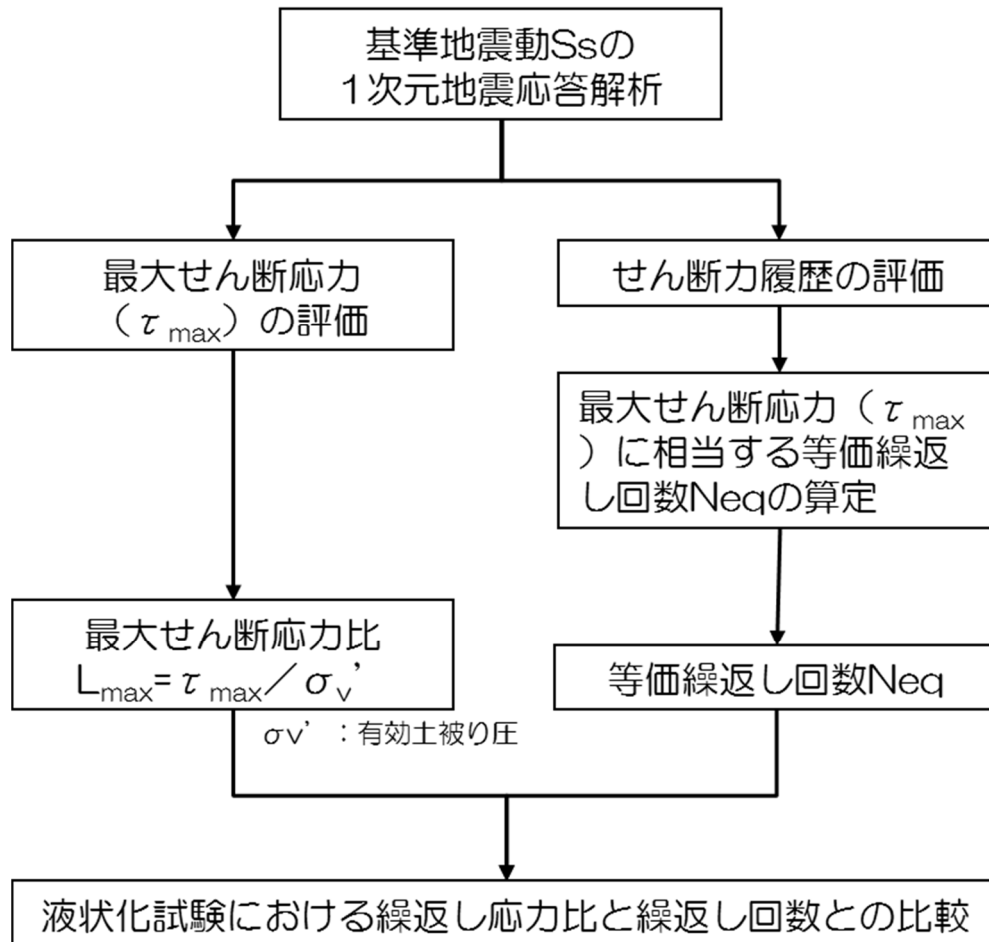 基準地震動Ssの
1次元地震応答解析
最大せん断応力
（τmax）の評価
せん断力履歴の評価
最大せん断応力（τmax
）に相当する等価繰返
し回数Neqの算定
最大せん断応力比
Lmax=τmax／σv’
σv’：有効土被り圧
等価繰返し回数Neq
液状化試験における繰返し応力比と繰返し回数との比較